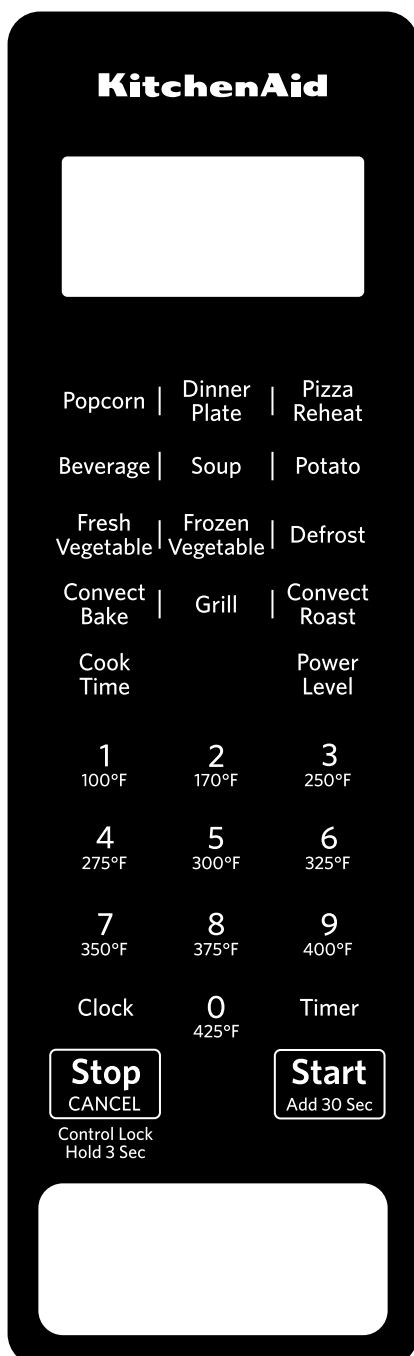 KitchenAid
Popcorn | Dinner Plate | Pizza Reheat
Beverage | Soup | Potato
Fresh Vegetable | Frozen Vegetable | Defrost
Convect Bake | Grill | Convect Roast
Cook Time Power Level
1 2 3
100°F 170°F 250°F
4 5 6
275°F 300°F 325°F
7 8 9
350°F 375°F 400°F
Clock 0 Timer
425°F
Stop Start
CANCEL Add 30 Sec
Control Lock
Hold 3 Sec